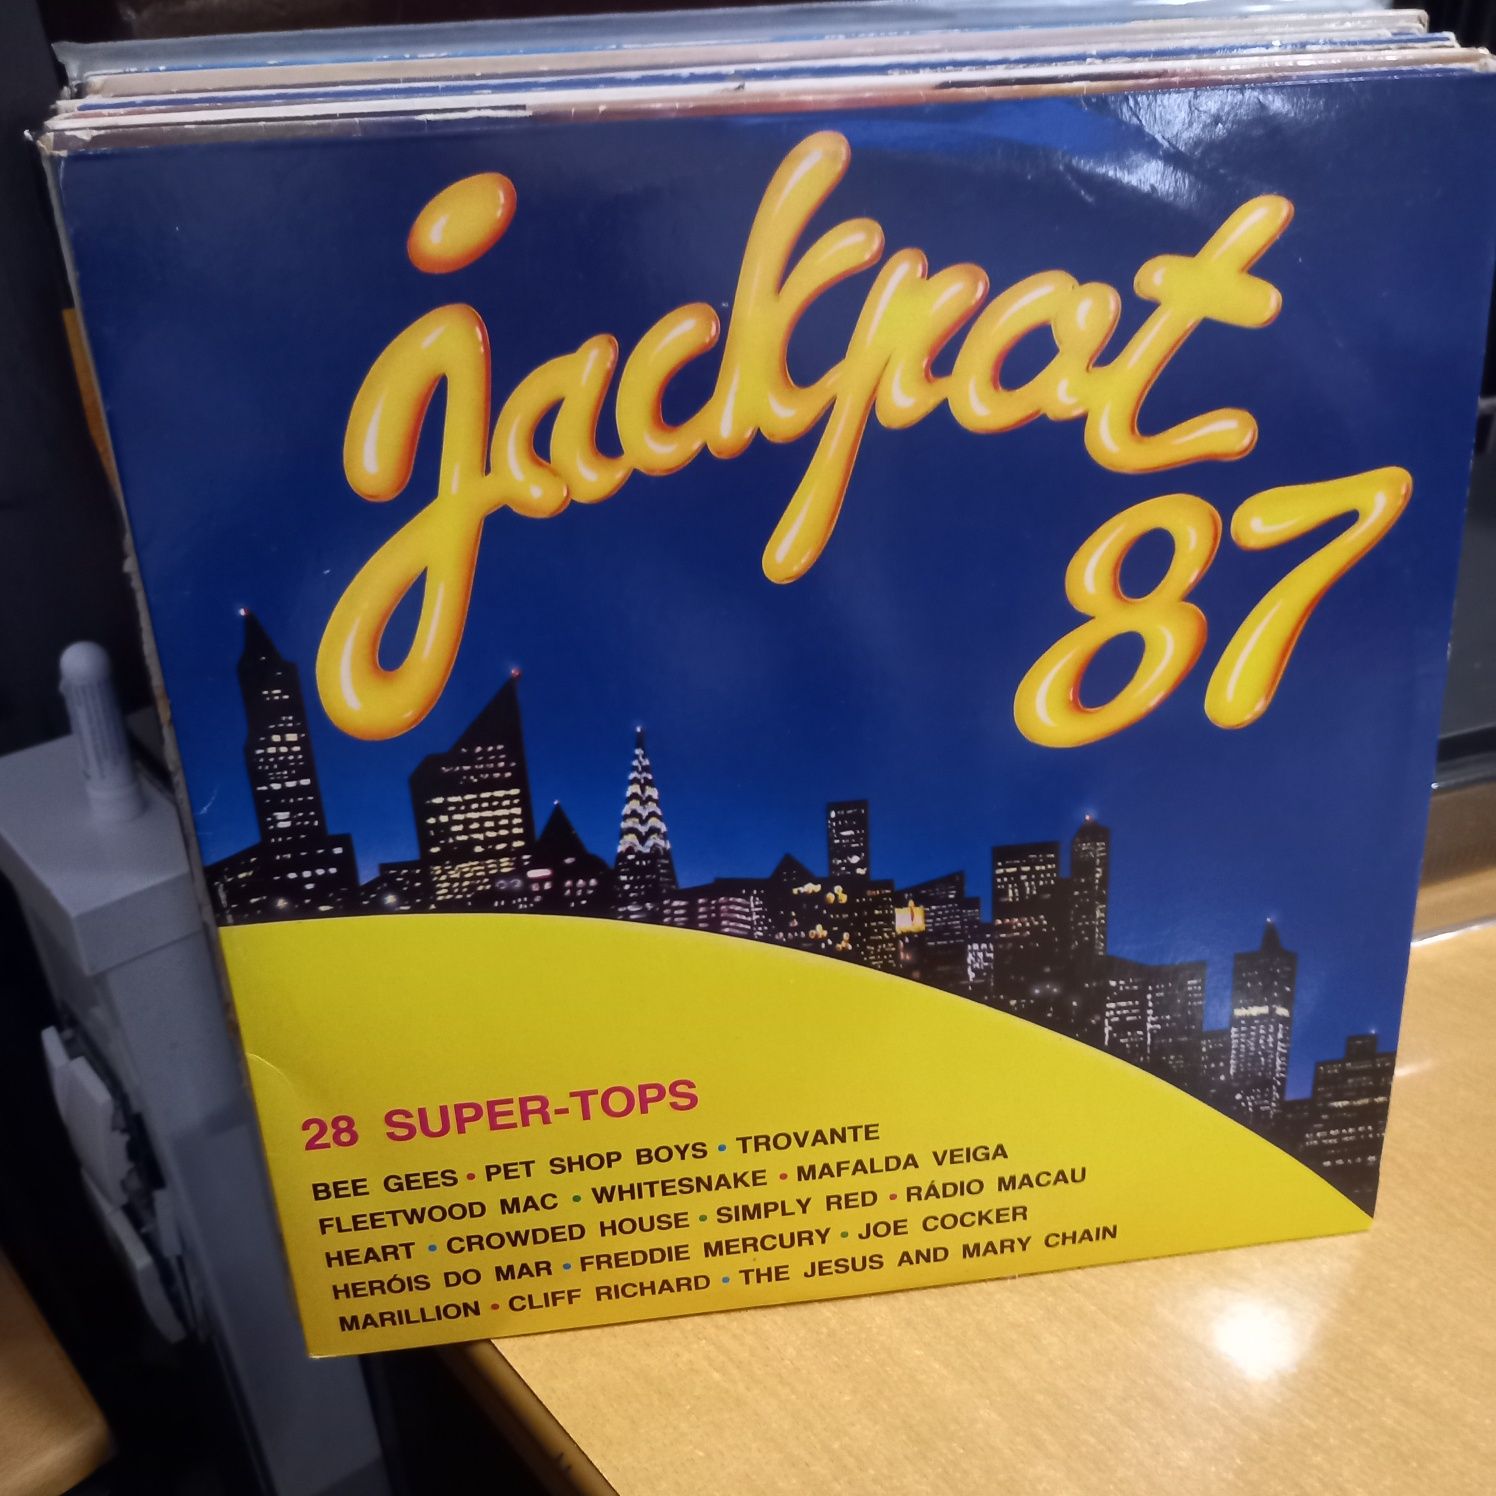 jackpot
87
28 SUPER-TOPS
BEE GEES • PET SHOP BOYS • TROVANTE
FLEETWOOD MAC • WHITESNAKE • MAFALDA VEIGA
HEART • CROWDED HOUSE • SIMPLY RED • RÁDIO MACAU
HERÓIS DO MAR • FREDDIE MERCURY • JOE COCKER
MARILLION • CLIFF RICHARD • THE JESUS AND MARY CHAIN